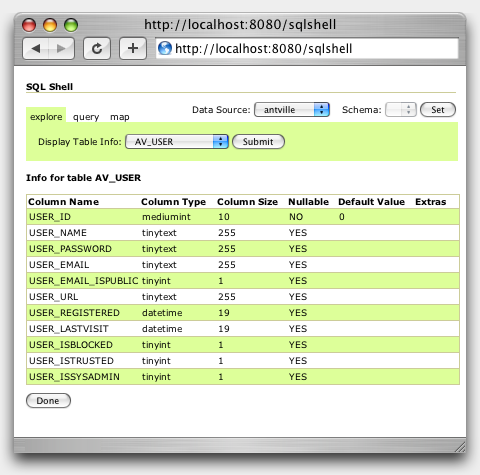 http://localhost:8080/sqlshell
http://localhost:8080/sqlshell
SQL Shell
explore query map Data Source: antville Schema: Set
Display Table Info: AV_USER Submit
Info for table AV_USER
Column Name Column Type Column Size Nullable Default Value Extras
USER_ID mediumint 10 NO 0
USER_NAME tinytext 255 YES
USER_PASSWORD tinytext 255 YES
USER_EMAIL tinytext 255 YES
USER_EMAIL_ISPUBLIC tinyint 1 YES
USER_URL tinytext 255 YES
USER_REGISTERED datetime 19 YES
USER_LASTVISIT datetime 19 YES
USER_ISBLOCKED tinyint 1 YES
USER_ISTRUSTED tinyint 1 YES
USER_ISSYSADMIN tinyint 1 YES
Done